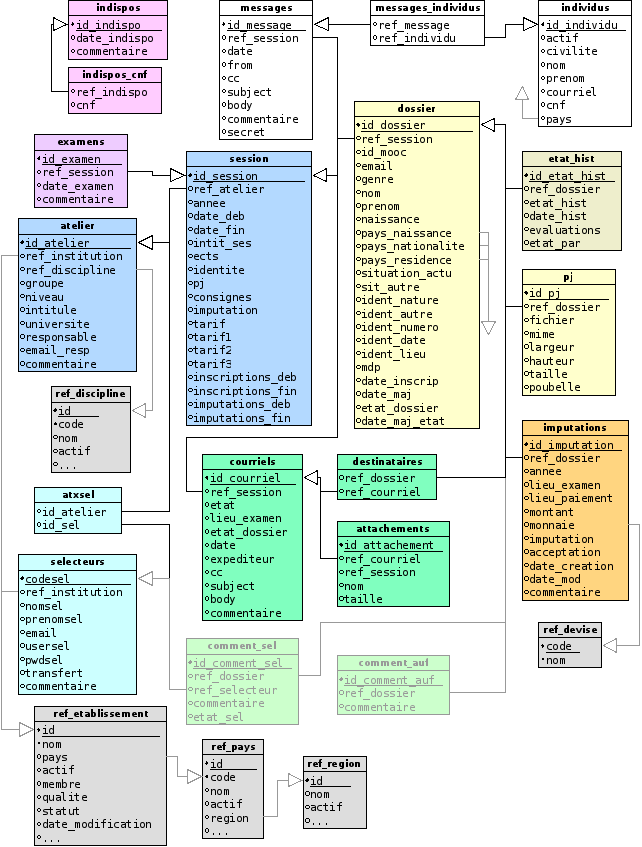 indispos
id_indispo
date_indispo
commentaire
indispos_cnf
ref_indispo
cnf
messages
id_message
ref_session
date
from
cc
subject
body
commentaire
secret
messages_individus
ref_message
ref_individu
individus
id_individu
actif
civilite
nom
prenom
courriel
cnf
pays
examens
id_examen
ref_session
date_examen
commentaire
session
id_session
ref_atelier
annee
date_deb
date_fin
intit_ses
ects
identite
pj
consignes
imputation
tarif
tarif1
tarif2
tarif3
inscriptions_deb
inscriptions_fin
imputations_deb
imputations_fin
dossier
id_dossier
ref_session
id_mooc
email
genre
nom
prenom
naissance
pays_naissance
pays_nationalite
pays_residence
situation_actu
sit_autre
ident_nature
ident_autre
ident_numero
ident_date
ident_lieu
mdp
date_inscrip
date_maj
etat_dossier
date_maj_etat
etat_hist
id_etat_hist
ref_dossier
etat_hist
date_hist
evaluations
etat_par
atelier
id_atelier
ref_institution
ref_discipline
groupe
niveau
intitule
universite
responsable
email_resp
commentaire
pj
id_pj
ref_dossier
fichier
mime
largeur
hauteur
taille
poubelle
ref_discipline
id
code
nom
actif
...
imputations
id_imputation
ref_dossier
annee
lieu_examen
lieu_paiement
montant
monnaie
imputation
acceptation
date_creation
date_mod
commentaire
courriels
id_courriel
ref_session
etat
lieu_examen
etat_dossier
date
expediteur
cc
subject
body
commentaire
destinataires
ref_dossier
ref_courriel
atxsel
id_atelier
id_sel
attachements
id_attachement
ref_courriel
ref_session
nom
taille
selecteurs
codesel
ref_institution
nomsel
prenomsel
email
usersel
pwdsel
transfert
commentaire
ref_devise
code
nom
comment_sel
id_comment_sel
ref_dossier
ref_selecteur
commentaire
etat_sel
comment_auf
id_comment_auf
ref_dossier
commentaire
ref_etablissement
id
nom
pays
actif
membre
qualite
statut
date_modification
...
ref_pays
id
code
nom
actif
region
...
ref_region
id
nom
actif
...